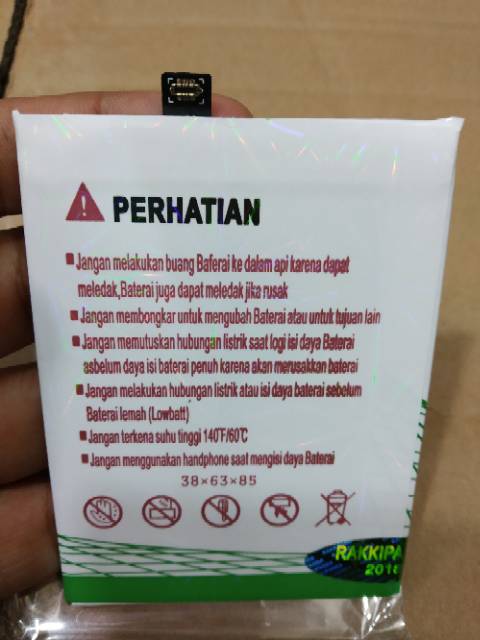 PERHATIAN
Jangan melakukan buang Baferai ke dalam api karena dapat
meledak,Baterai juga dapat meledak jika rusak
Jangan membongkar untuk mengubah Baterai atau untuk tujuan lain
Jangan memutuskan hubungan listrik saat logi isi daya Baterai
asbelum daya isi baterai penuh karena akan merusakkan baterai
Jangan melakukan hubungan listrik atau isi daya baterai sebelum
Baterai lemah (Lowbatt)
Jangan terkena suhu tinggi 140℉/60℃
Jangan menggunakan handphone saat mengisi daya Baterai
38×63×85
RAKKIPA
2018